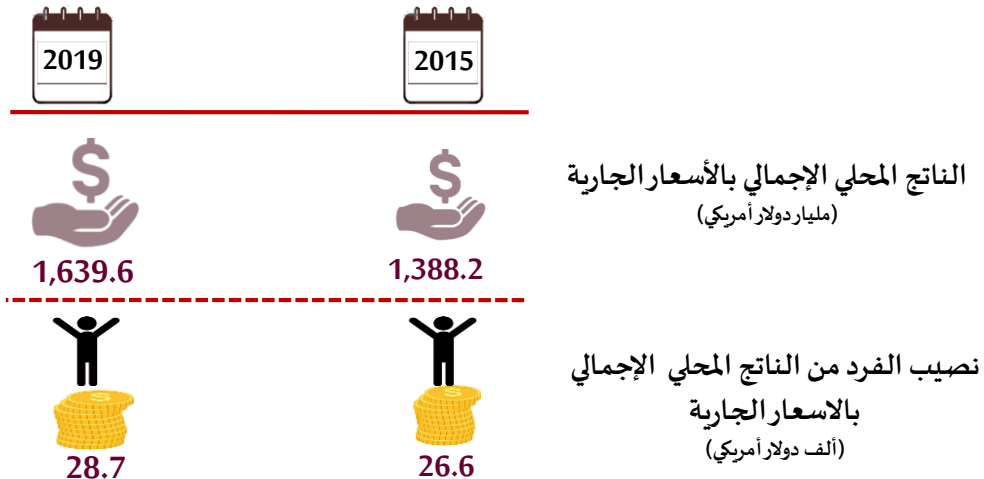 2015
2019
الناتج المحلي الإجمالي بالأسعار الجارية
(مليار دولار أمريكي)
1,388.2
1,639.6
نصيب الفرد من الناتج المحلي الإجمالي
بالاسعار الجارية
(ألف دولار أمريكي)
26.6
28.7